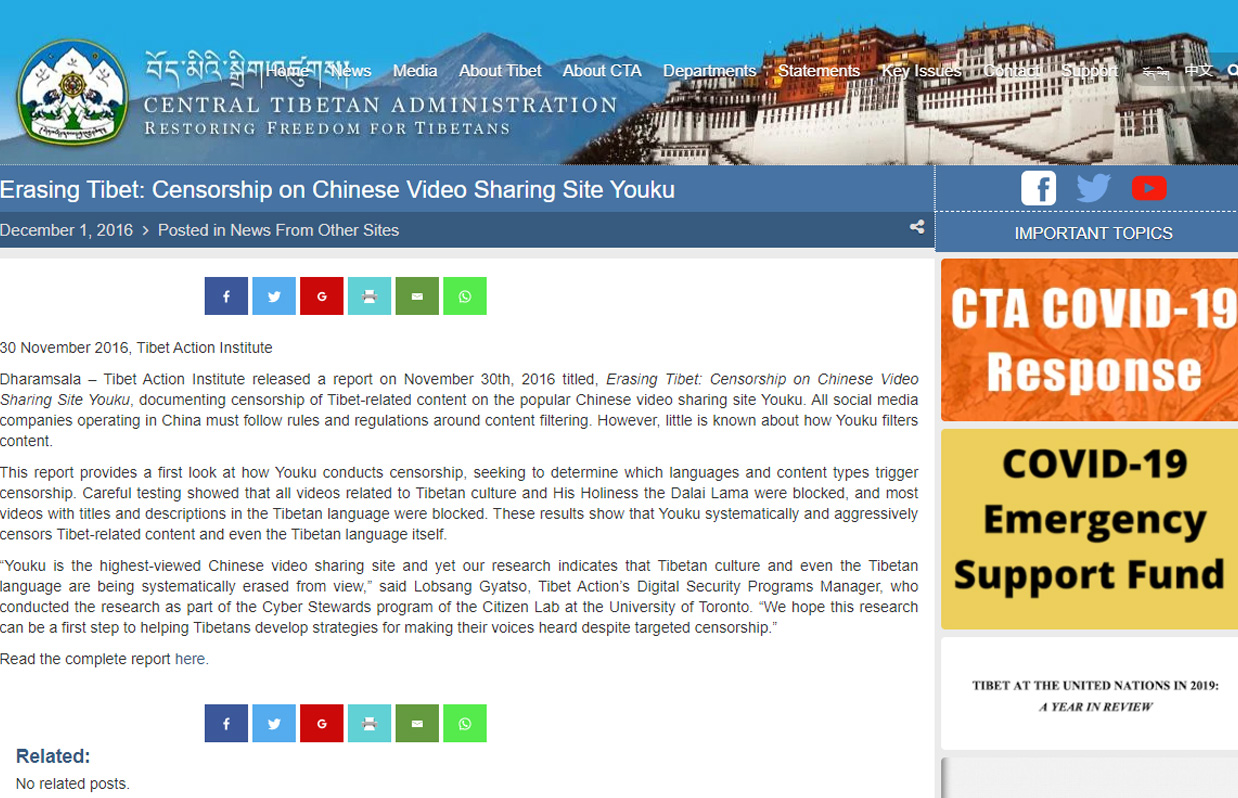 བོད་མིའི་སྒྲིག་འཛུགས།
Home News Media About Tibet About CTA Departments Statements Key Issues Contact Support བོད་ཡིག 中文
CENTRAL TIBETAN ADMINISTRATION
RESTORING FREEDOM FOR TIBETANS
Erasing Tibet: Censorship on Chinese Video Sharing Site Youku
December 1, 2016 > Posted in News From Other Sites
IMPORTANT TOPICS
30 November 2016, Tibet Action Institute
Dharamsala – Tibet Action Institute released a report on November 30th, 2016 titled, Erasing Tibet: Censorship on Chinese Video
Sharing Site Youku, documenting censorship of Tibet-related content on the popular Chinese video sharing site Youku. All social media
companies operating in China must follow rules and regulations around content filtering. However, little is known about how Youku filters
content.
This report provides a first look at how Youku conducts censorship, seeking to determine which languages and content types trigger
censorship. Careful testing showed that all videos related to Tibetan culture and His Holiness the Dalai Lama were blocked, and most
videos with titles and descriptions in the Tibetan language were blocked. These results show that Youku systematically and aggressively
censors Tibet-related content and even the Tibetan language itself.
“Youku is the highest-viewed Chinese video sharing site and yet our research indicates that Tibetan culture and even the Tibetan
language are being systematically erased from view,” said Lobsang Gyatso, Tibet Action’s Digital Security Programs Manager, who
conducted the research as part of the Cyber Stewards program of the Citizen Lab at the University of Toronto. “We hope this research
can be a first step to helping Tibetans develop strategies for making their voices heard despite targeted censorship.”
Read the complete report here.
Related:
No related posts.
CTA COVID-19
Response
COVID-19
Emergency
Support Fund
TIBET AT THE UNITED NATIONS IN 2019:
A YEAR IN REVIEW